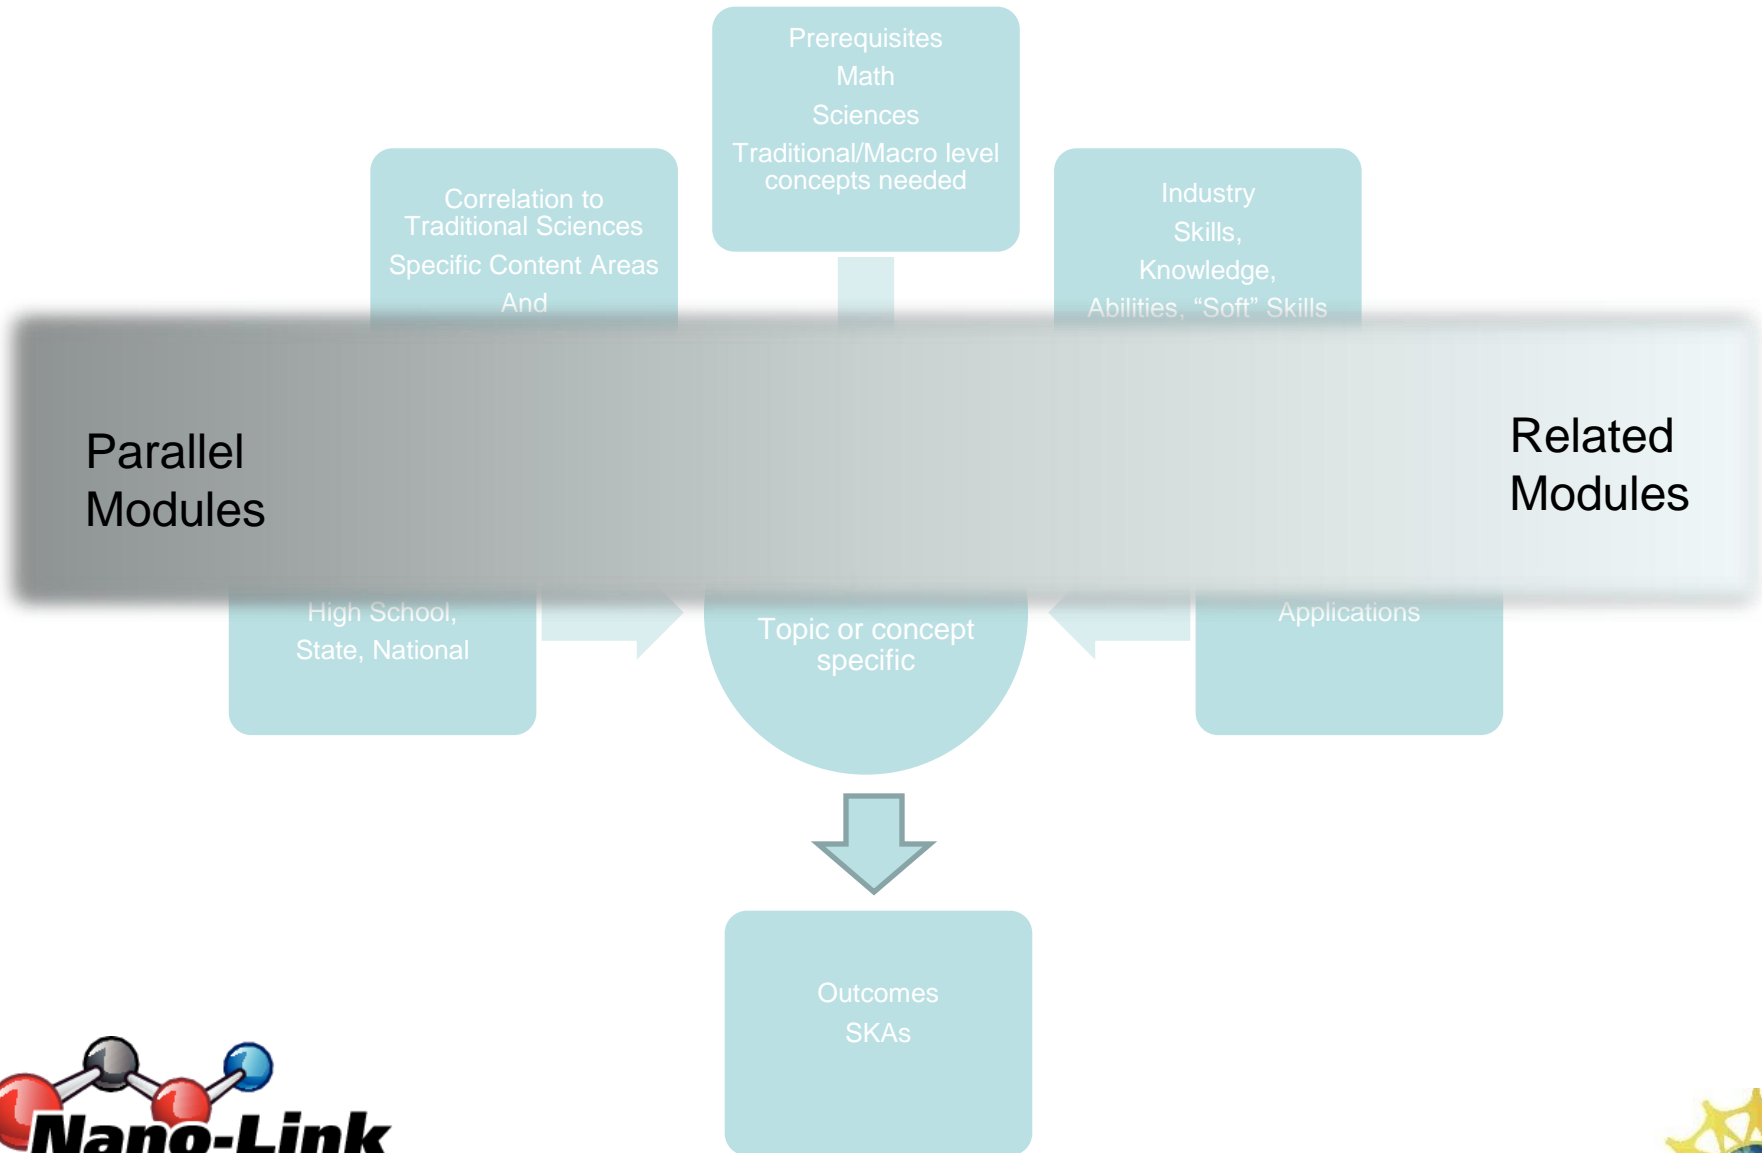 Prerequisites
Math
Sciences
Traditional/Macro level
concepts needed
Correlation to
Traditional Sciences
Specific Content Areas
And
Industry
Skills,
Knowledge,
Abilities, “Soft” Skills
Parallel
Modules
Related
Modules
High School,
State, National
Topic or concept
specific
Applications
Outcomes
SKAs
Nano-Link